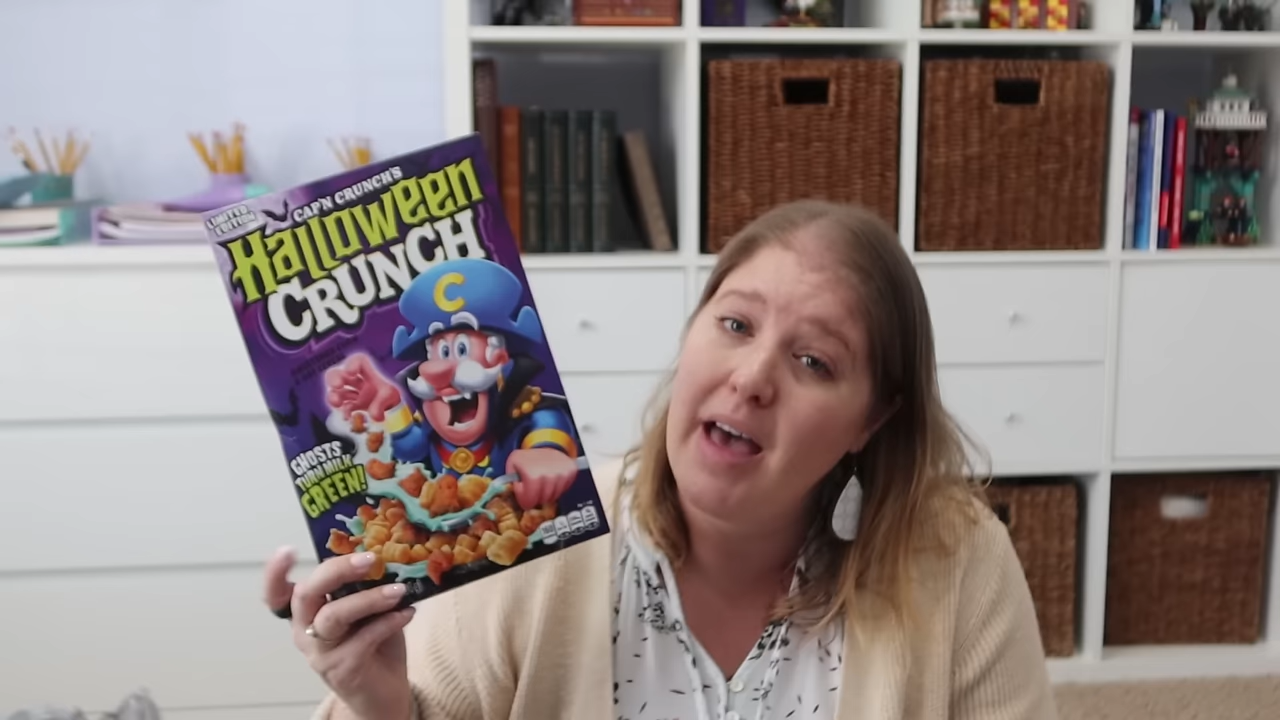 LIMITED
EDITION
CAP'N CRUNCH'S
Halloween
CRUNCH
C
GHOSTS
TURN MILK
GREEN!